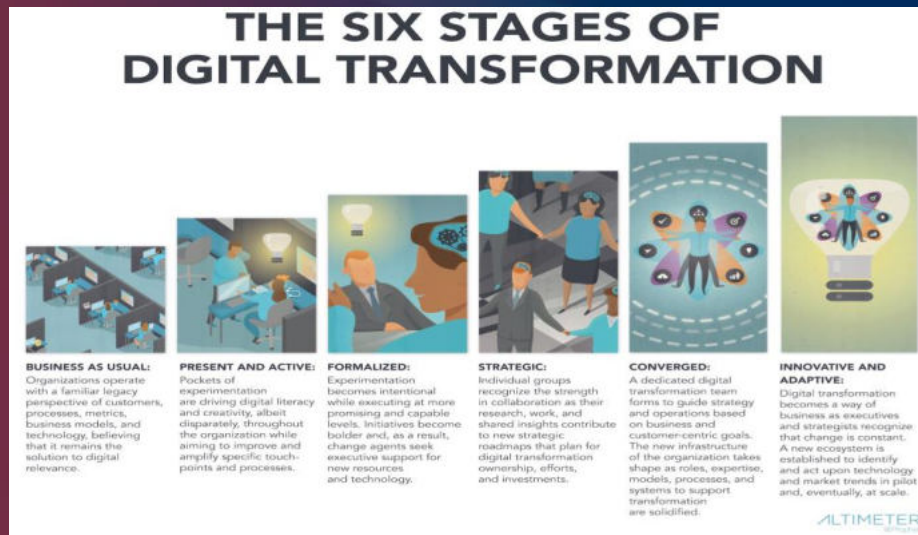 THE SIX STAGES OF
DIGITAL TRANSFORMATION
BUSINESS AS USUAL:
Organizations operate
with a familiar legacy
perspective of customers,
processes, metrics,
business models, and
technology, believing
that it remains the
solution to digital
relevance.
PRESENT AND ACTIVE:
Pockets of
experimentation
are driving digital literacy
and creativity, albeit
disparately, throughout
the organization while
aiming to improve and
amplify specific touch-
points and processes.
FORMALIZED:
Experimentation
becomes intentional
while executing at more
promising and capable
levels. Initiatives become
bolder and, as a result,
change agents seek
executive support for
new resources
and technology.
STRATEGIC:
Individual groups
recognize the strength
in collaboration as their
research, work, and
shared insights contribute
to new strategic
roadmaps that plan for
digital transformation
ownership, efforts,
and investments.
CONVERGED:
A dedicated digital
transformation team
forms to guide strategy
and operations based
on business and
customer-centric goals.
The new infrastructure
of the organization takes
shape as roles, expertise,
models, processes, and
systems to support
transformation
are solidified.
INNOVATIVE AND
ADAPTIVE:
Digital transformation
becomes a way of
business as executives
and strategists recognize
that change is constant.
A new ecosystem is
established to identify
and act upon technology
and market trends in pilot
and, eventually, at scale.
ALTIMETER